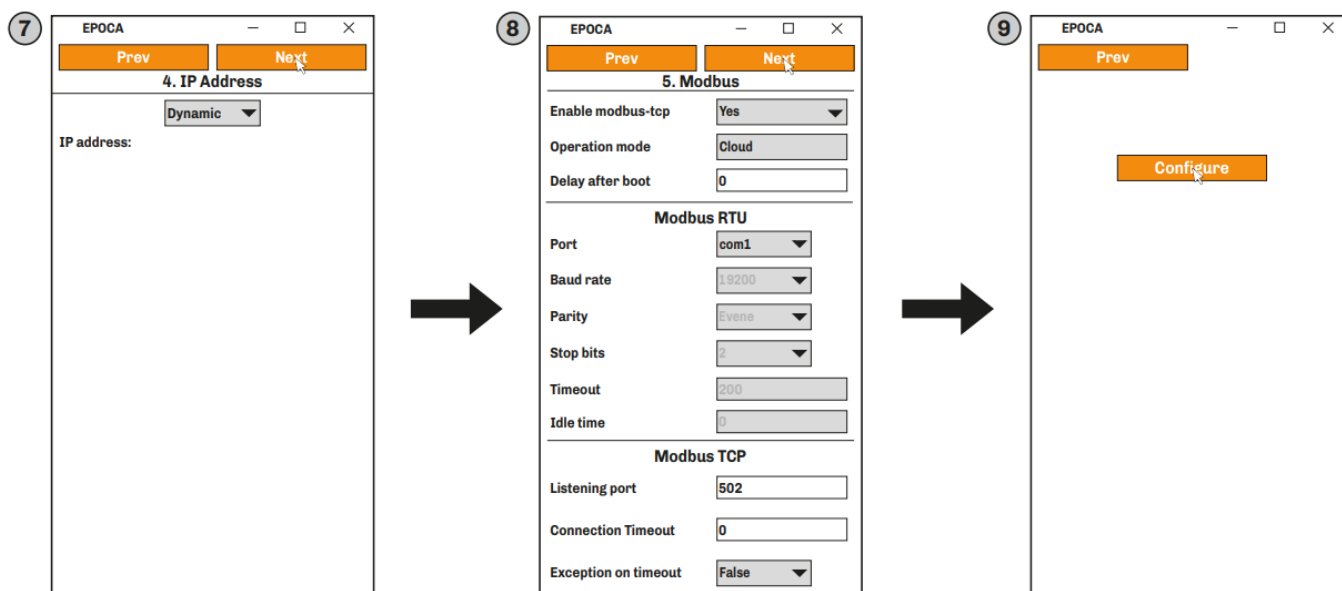 7
EPOCA
Prev Next
4. IP Address
Dynamic
IP address:
8
EPOCA
Prev Next
5. Modbus
Enable modbus-tcp Yes
Operation mode Cloud
Delay after boot 0
Modbus RTU
Port com1
Baud rate 19200
Parity Evene
Stop bits 2
Timeout 200
Idle time 0
Modbus TCP
Listening port 502
Connection Timeout 0
Exception on timeout False
9
EPOCA
Prev
Configure